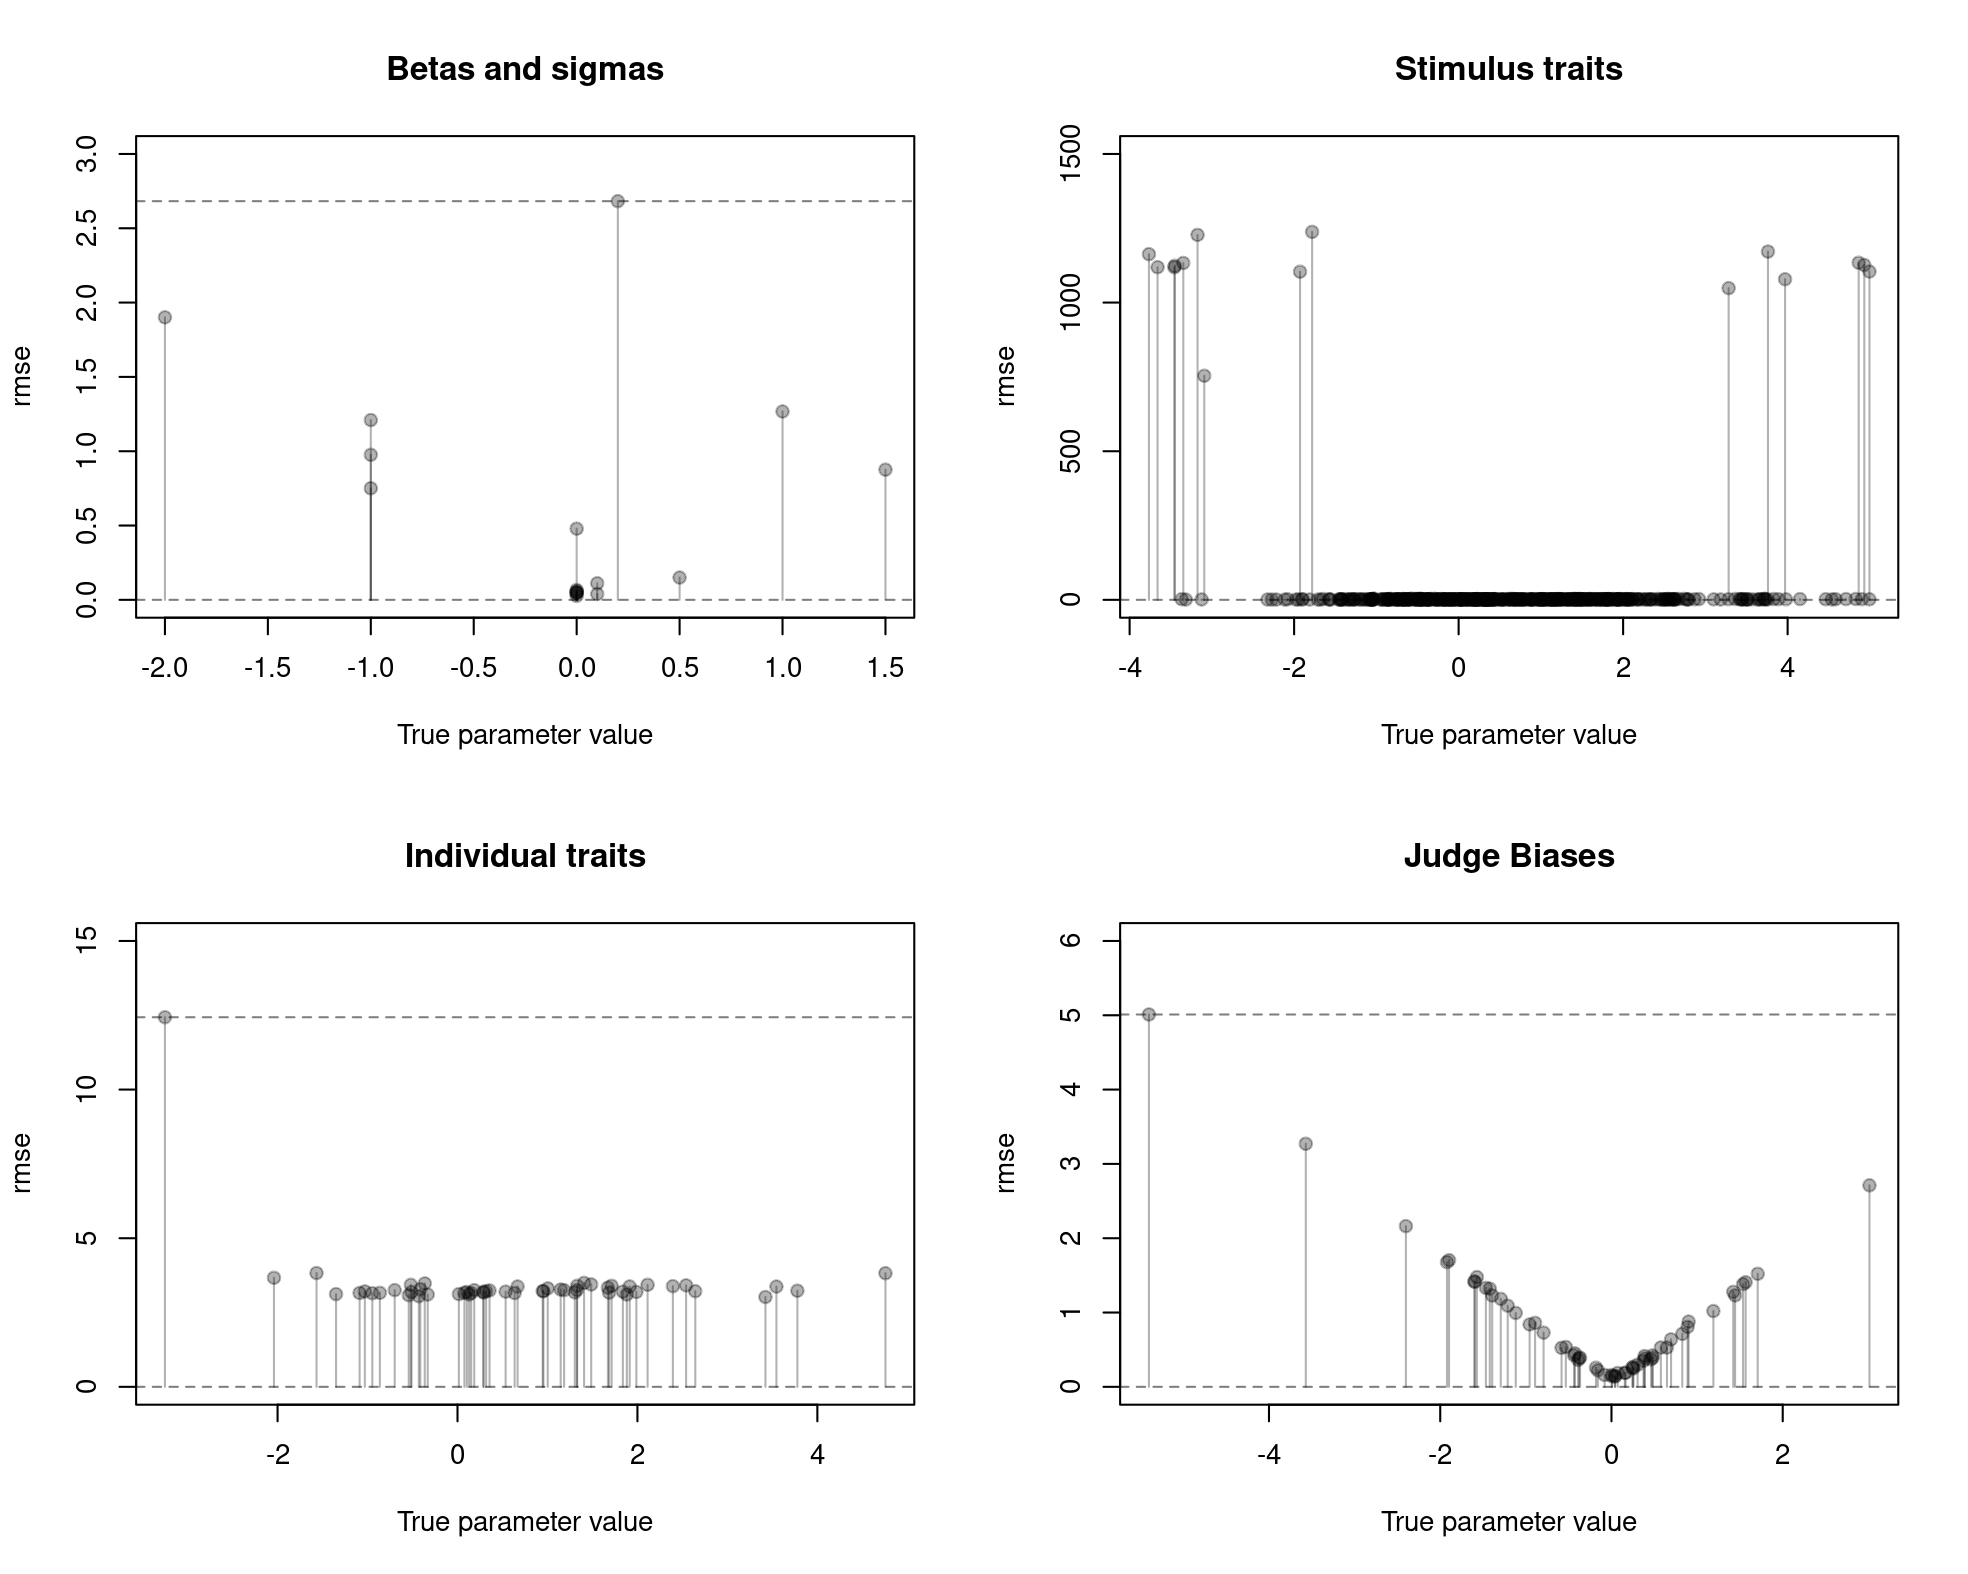 Betas and sigmas
rmse
3.0
2.5
2.0
1.5
1.0
0.5
0.0
-2.0 -1.5 -1.0 -0.5 0.0 0.5 1.0 1.5
True parameter value
Stimulus traits
rmse
1500
1000
500
0
-4 -2 0 2 4
True parameter value
Individual traits
rmse
15
10
5
0
-2 0 2 4
True parameter value
Judge Biases
rmse
6
5
4
3
2
1
0
-4 -2 0 2
True parameter value